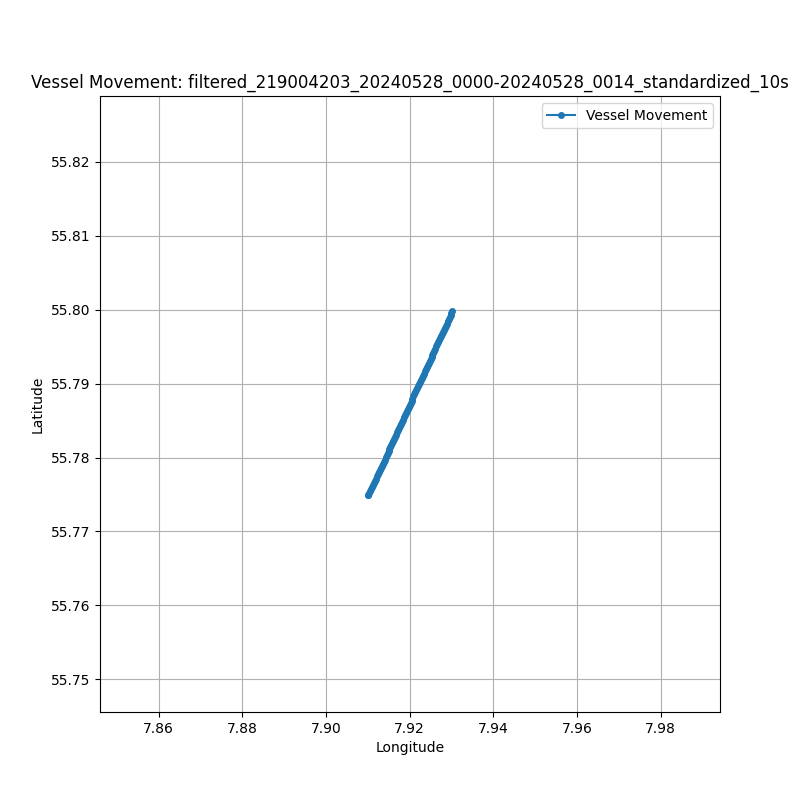 Vessel Movement: filtered_219004203_20240528_0000-20240528_0014_standardized_10s
Vessel Movement
55.82
55.81
55.80
55.79
55.78
55.77
55.76
55.75
Latitude
7.86 7.88 7.90 7.92 7.94 7.96 7.98
Longitude